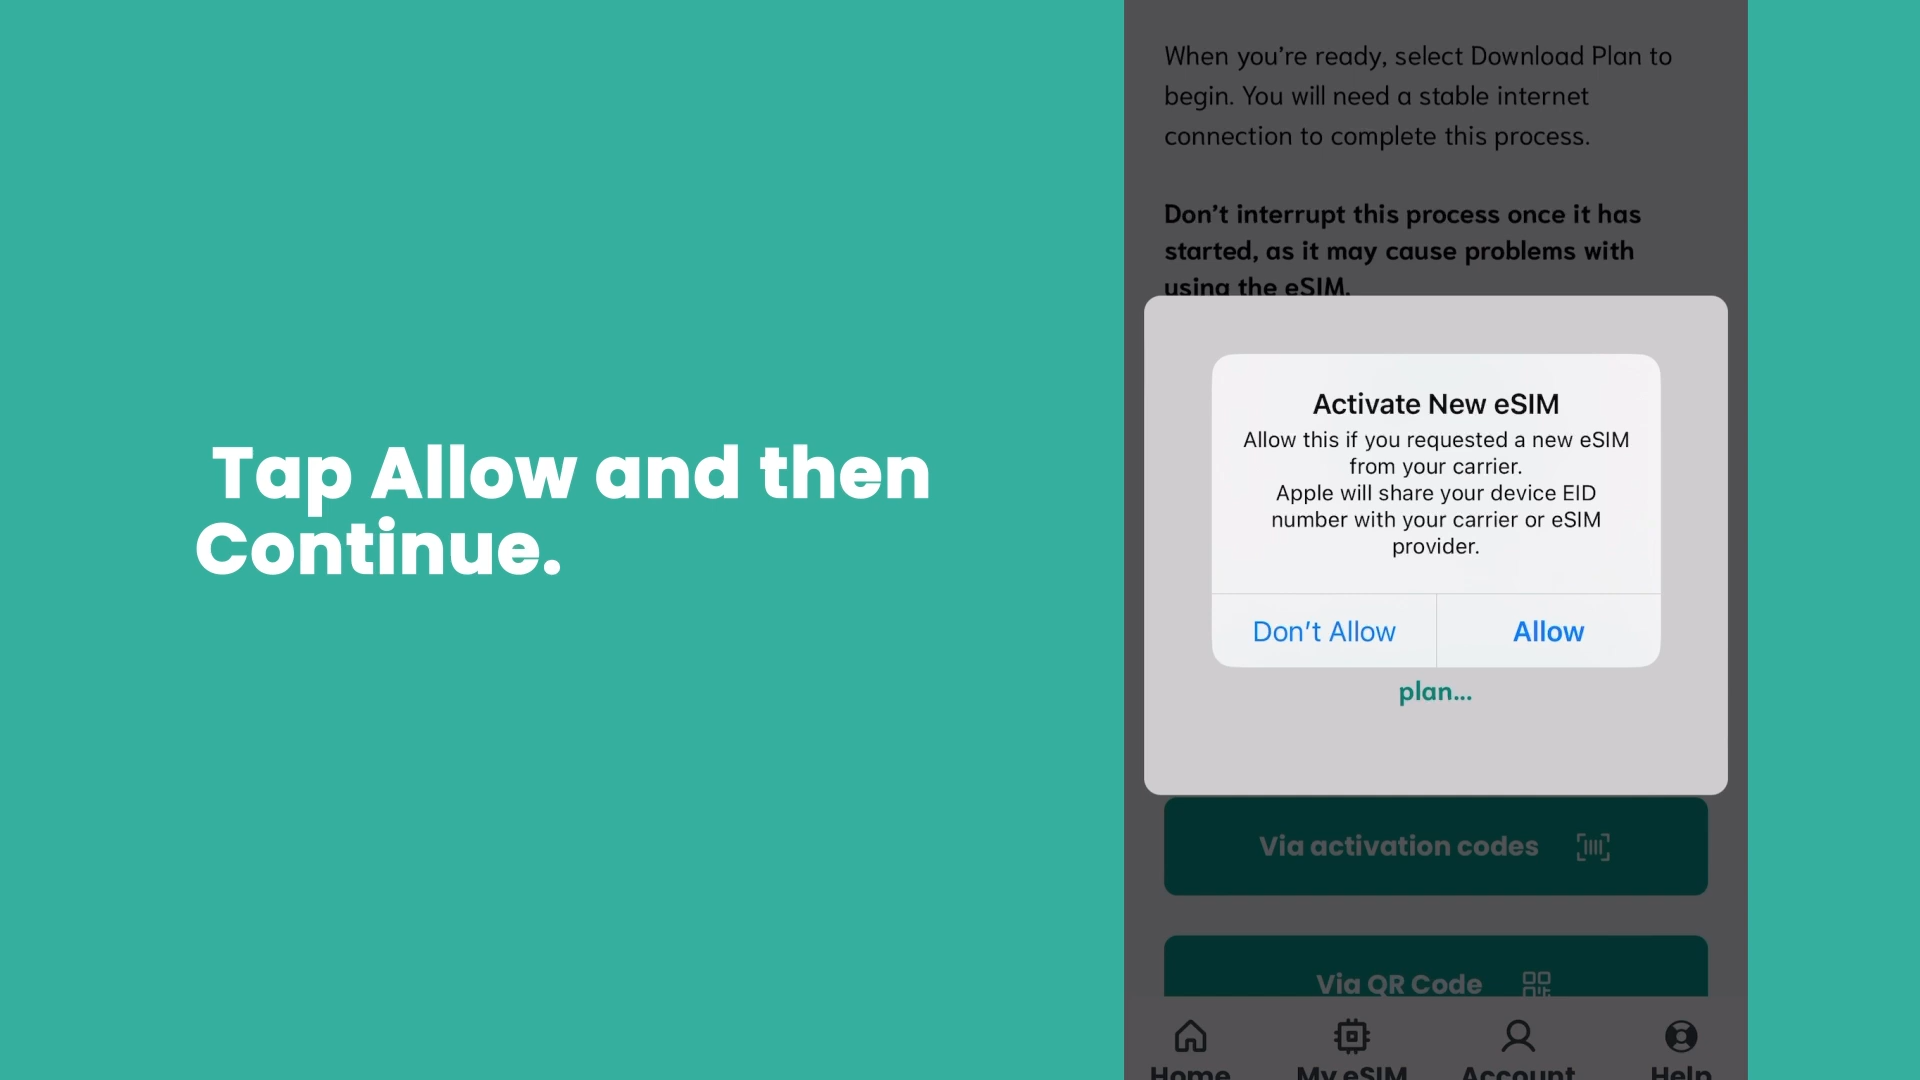 Tap Allow and then
Continue.
When you're ready, select Download Plan to
begin. You will need a stable internet
connection to complete this process.
Don't interrupt this process once it has
started, as it may cause problems with
using the eSIM.
Activate New eSIM
Allow this if you requested a new eSIM
from your carrier.
Apple will share your device EID
number with your carrier or eSIM
provider.
Don't Allow
Allow
plan...
Via activation codes
Via QR Code
Home
My eSIM
Account
Help